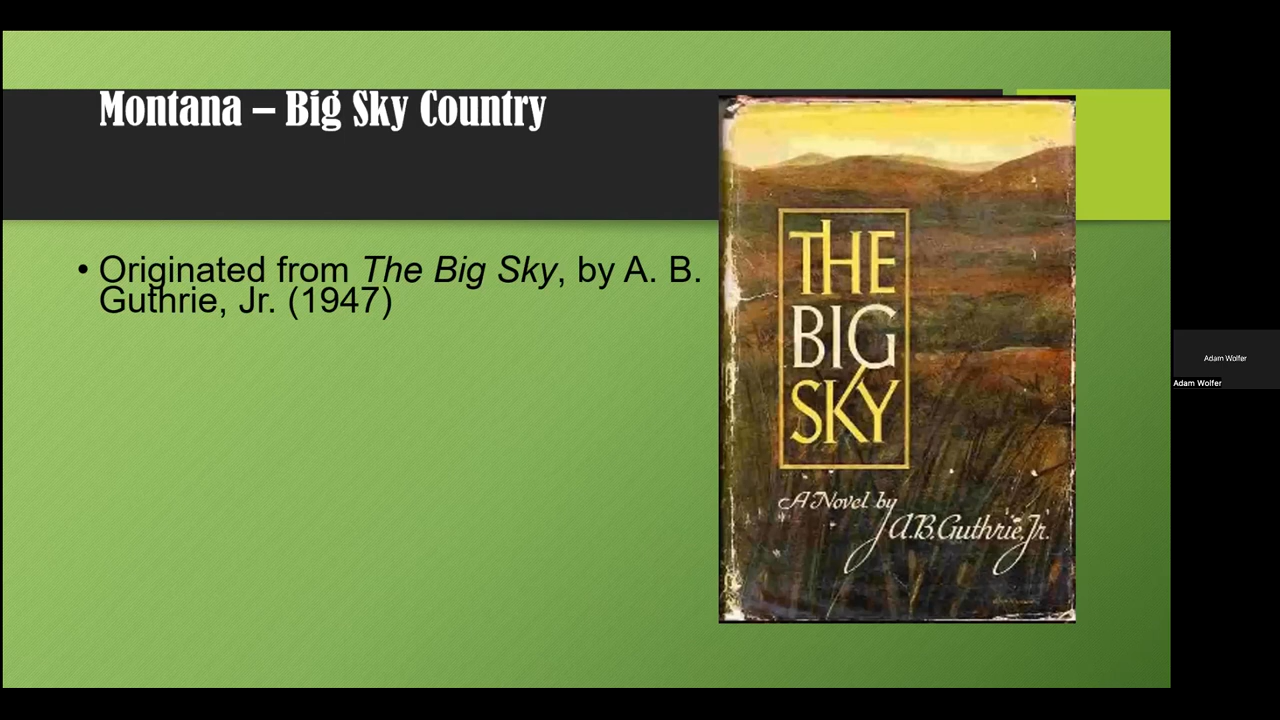 Montana – Big Sky Country
• Originated from The Big Sky, by A. B.
Guthrie, Jr. (1947)
THE
BIG
SKY
A Novel by
A.B. Guthrie, Jr.
Adam Wolfer
Adam Wolfer